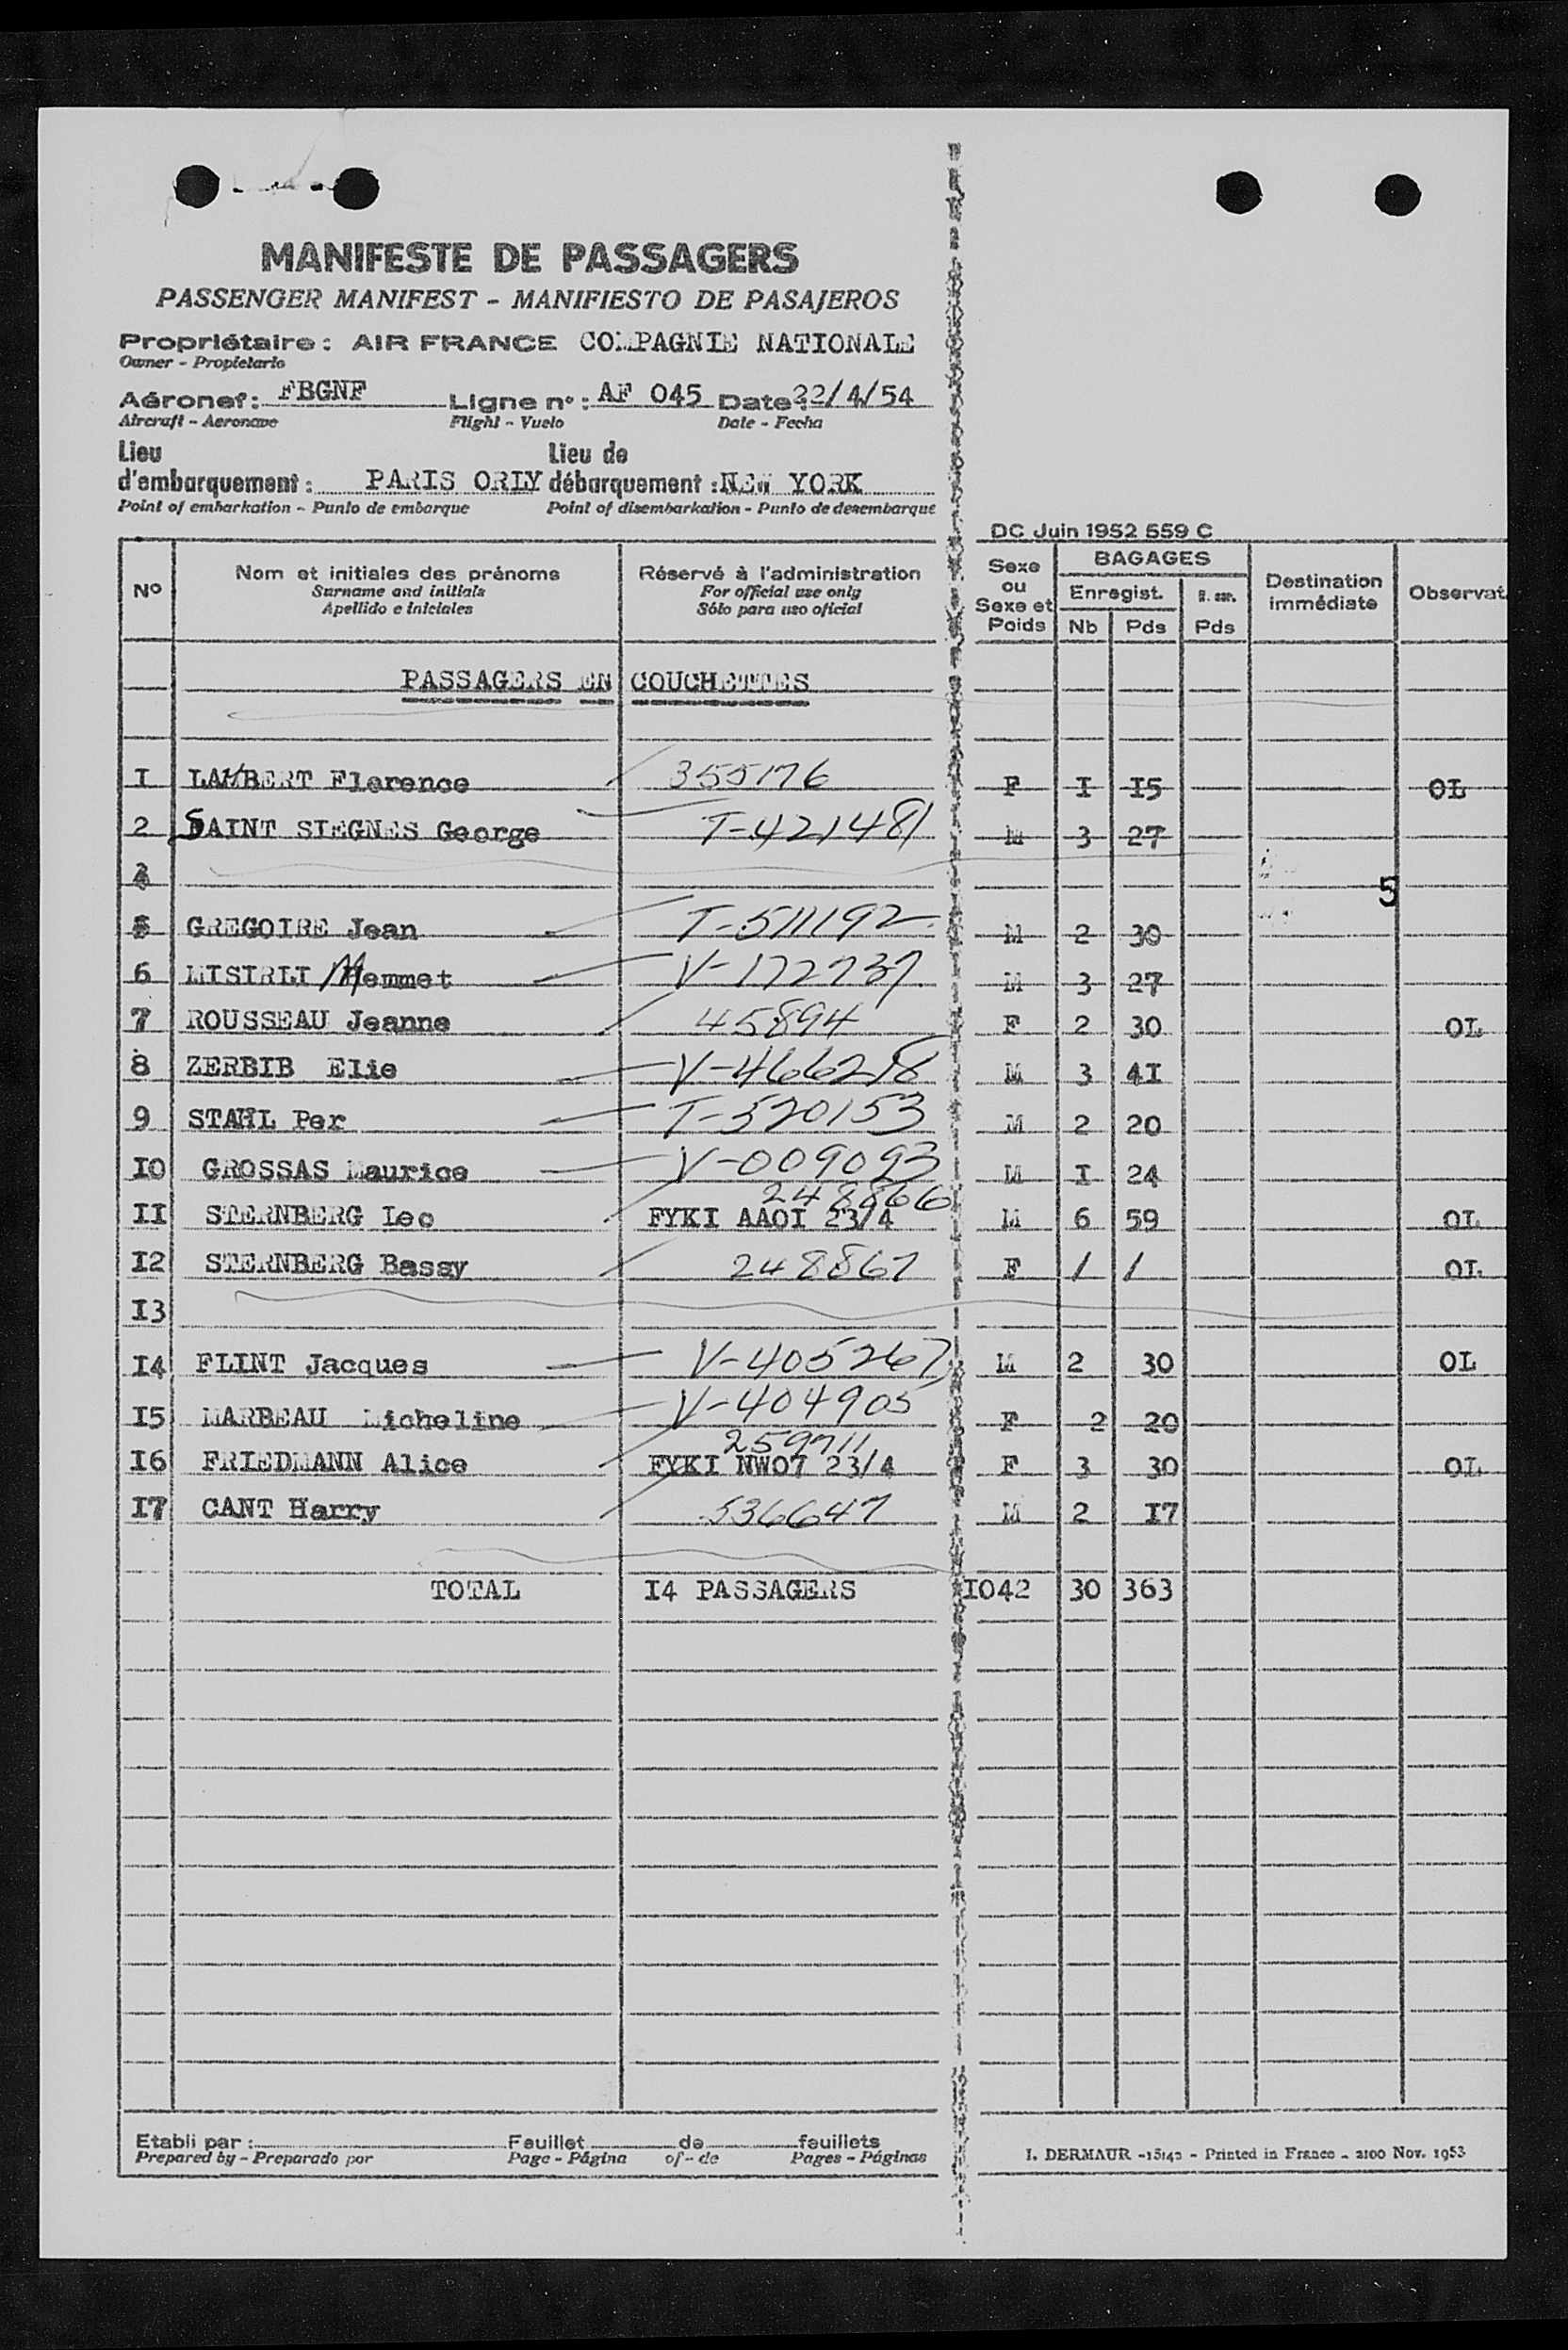 MANIFESTE DE PASSAGERS
PASSENGER MANIFEST - MANIFIESTO DE PASAJEROS
Propriétaire : AIR FRANCE COMPAGNIE NATIONALE
Owner - Propietario
Aéronef : FBGNF Ligne n° : AF 045 Date : 22/4/54
Aircraft - Aeronave Flight - Vuelo Date - Fecha
Lieu Lieu de
d'embarquement : PARIS ORLY débarquement : NEW YORK
Point of embarkation - Punto de embarque Point of disembarkation - Punto de desembarque
DC Juin 1952 559 C
N° Nom et initiales des prénoms Réservé à l'administration Sexe ou Sexe et Poids BAGAGES Destination immédiate Observat.
Surname and initials For official use only Enregist.
Apellido e iniciales Sólo para uso oficial Nb Pds Pds
PASSAGERS EN COUCHETTES
I LAMBERT Florence 355176 F I I5 OL
2 SAINT SIEGNES George T-421481 M 3 27
4
5
5 GREGOIRE Jean T-511192 M 2 30
6 MISIRLI Memmet V-172737 M 3 27
7 ROUSSEAU Jeanne 45894 F 2 30 OL
8 ZERBIB Elie V-466218 M 3 4I
9 STAHL Per T-520153 M 2 20
IO GROSSAS Maurice V-009093 M I 24
248866
II STERNBERG Leo FYKI AAOI 23/4 M 6 59 OL
I2 STERNBERG Bassy 248867 F / / OL
I3
I4 FLINT Jacques V-405267 M 2 30 OL
I5 MARBEAU Micheline V-404905 F 2 20
259711
I6 FRIEDMANN Alice FYKI NWO7 23/4 F 3 30 OL
I7 CANT Harry 536647 M 2 I7
TOTAL I4 PASSAGERS I042 30 363
Etabli par : Feuillet de feuillets
Prepared by - Preparado por Page - Página of - de Pages - Páginas
I. DERMAUR - Printed in France - 2100 Nov. 1953